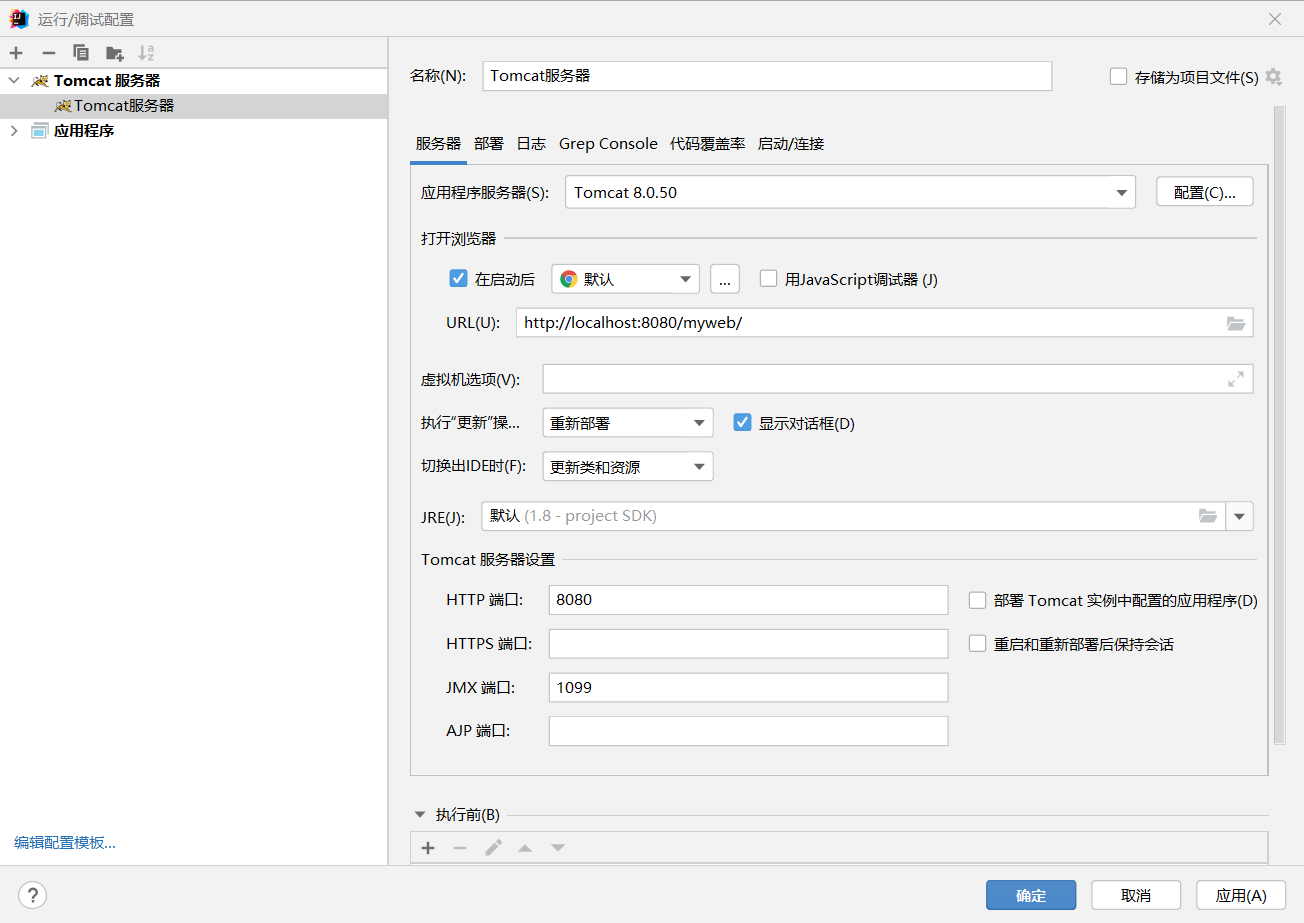 运行/调试配置
Tomcat 服务器
Tomcat服务器
应用程序
编辑配置模板...
名称(N): Tomcat服务器 存储为项目文件(S)
服务器 部署 日志 Grep Console 代码覆盖率 启动/连接
应用程序服务器(S): Tomcat 8.0.50 配置(C)...
打开浏览器
在启动后 默认 ... 用JavaScript调试器 (J)
URL(U): http://localhost:8080/myweb/
虚拟机选项(V):
执行“更新”操... 重新部署 显示对话框(D)
切换出IDE时(F): 更新类和资源
JRE(J): 默认 (1.8 - project SDK)
Tomcat 服务器设置
HTTP 端口: 8080 部署 Tomcat 实例中配置的应用程序(D)
HTTPS 端口: 重启和重新部署后保持会话
JMX 端口: 1099
AJP 端口:
执行前(B)
? 确定 取消 应用(A)